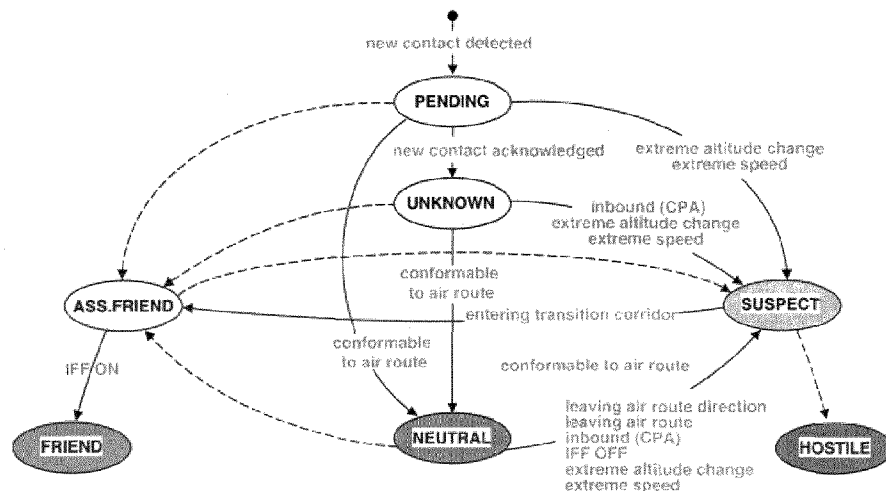 new contact detected
PENDING
new contact acknowledged
extreme altitude change
extreme speed
UNKNOWN
inbound (CPA)
extreme altitude change
extreme speed
conformable
to air route
ASS.FRIEND
SUSPECT
entering transition corridor
conformable
to air route
conformable to air route
IFF ON
leaving air route direction
leaving air route
inbound (CPA)
IFF OFF
extreme altitude change
extreme speed
FRIEND
NEUTRAL
HOSTILE